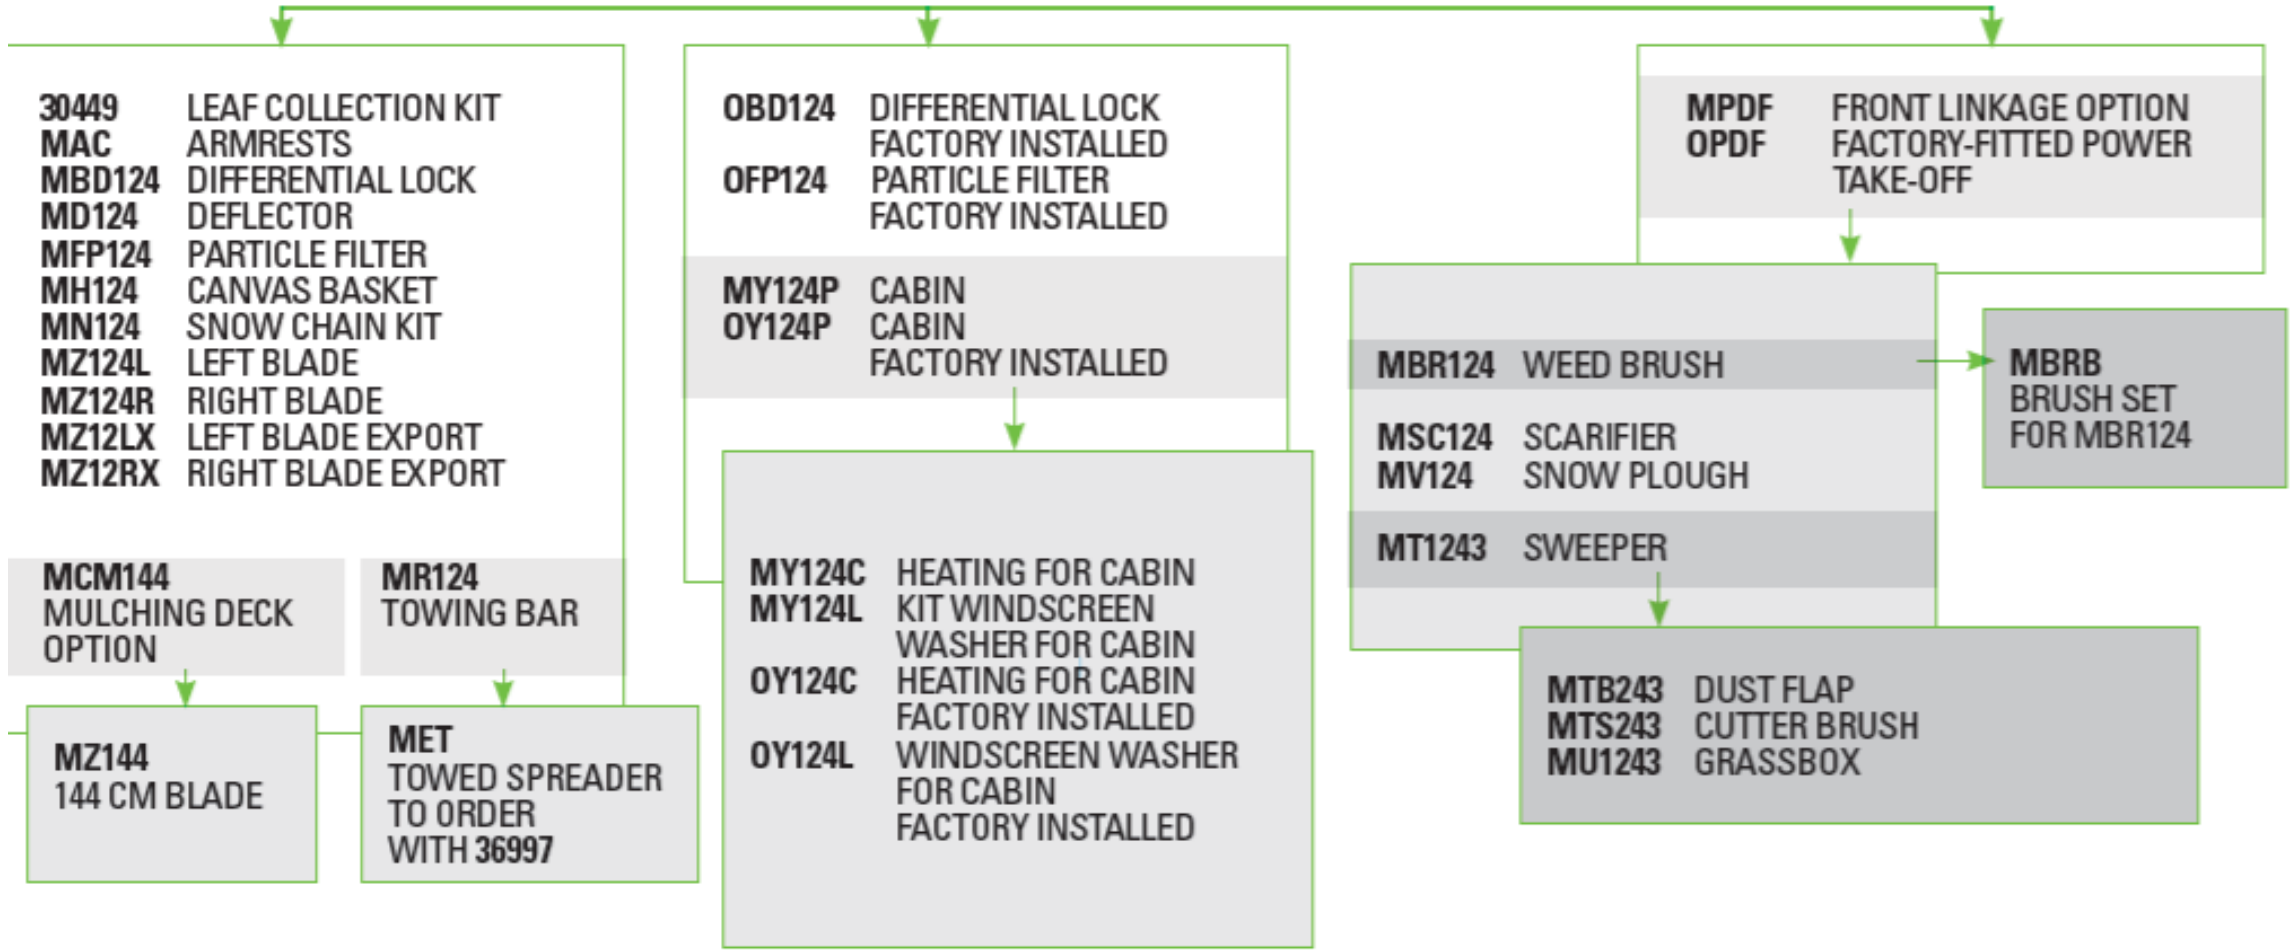 30449 LEAF COLLECTION KIT
MAC ARMRESTS
MBD124 DIFFERENTIAL LOCK
MD124 DEFLECTOR
MFP124 PARTICLE FILTER
MH124 CANVAS BASKET
MN124 SNOW CHAIN KIT
MZ124L LEFT BLADE
MZ124R RIGHT BLADE
MZ12LX LEFT BLADE EXPORT
MZ12RX RIGHT BLADE EXPORT
MCM144
MULCHING DECK
OPTION
MR124
TOWING BAR
MZ144
144 CM BLADE
MET
TOWED SPREADER
TO ORDER
WITH 36997
OBD124 DIFFERENTIAL LOCK
FACTORY INSTALLED
OFP124 PARTICLE FILTER
FACTORY INSTALLED
MY124P CABIN
OY124P CABIN
FACTORY INSTALLED
MY124C HEATING FOR CABIN
MY124L KIT WINDSCREEN
WASHER FOR CABIN
OY124C HEATING FOR CABIN
FACTORY INSTALLED
OY124L WINDSCREEN WASHER
FOR CABIN
FACTORY INSTALLED
MPDF FRONT LINKAGE OPTION
OPDF FACTORY-FITTED POWER
TAKE-OFF
MBR124 WEED BRUSH
MSC124 SCARIFIER
MV124 SNOW PLOUGH
MT1243 SWEEPER
MBRB
BRUSH SET
FOR MBR124
MTB243 DUST FLAP
MTS243 CUTTER BRUSH
MU1243 GRASSBOX